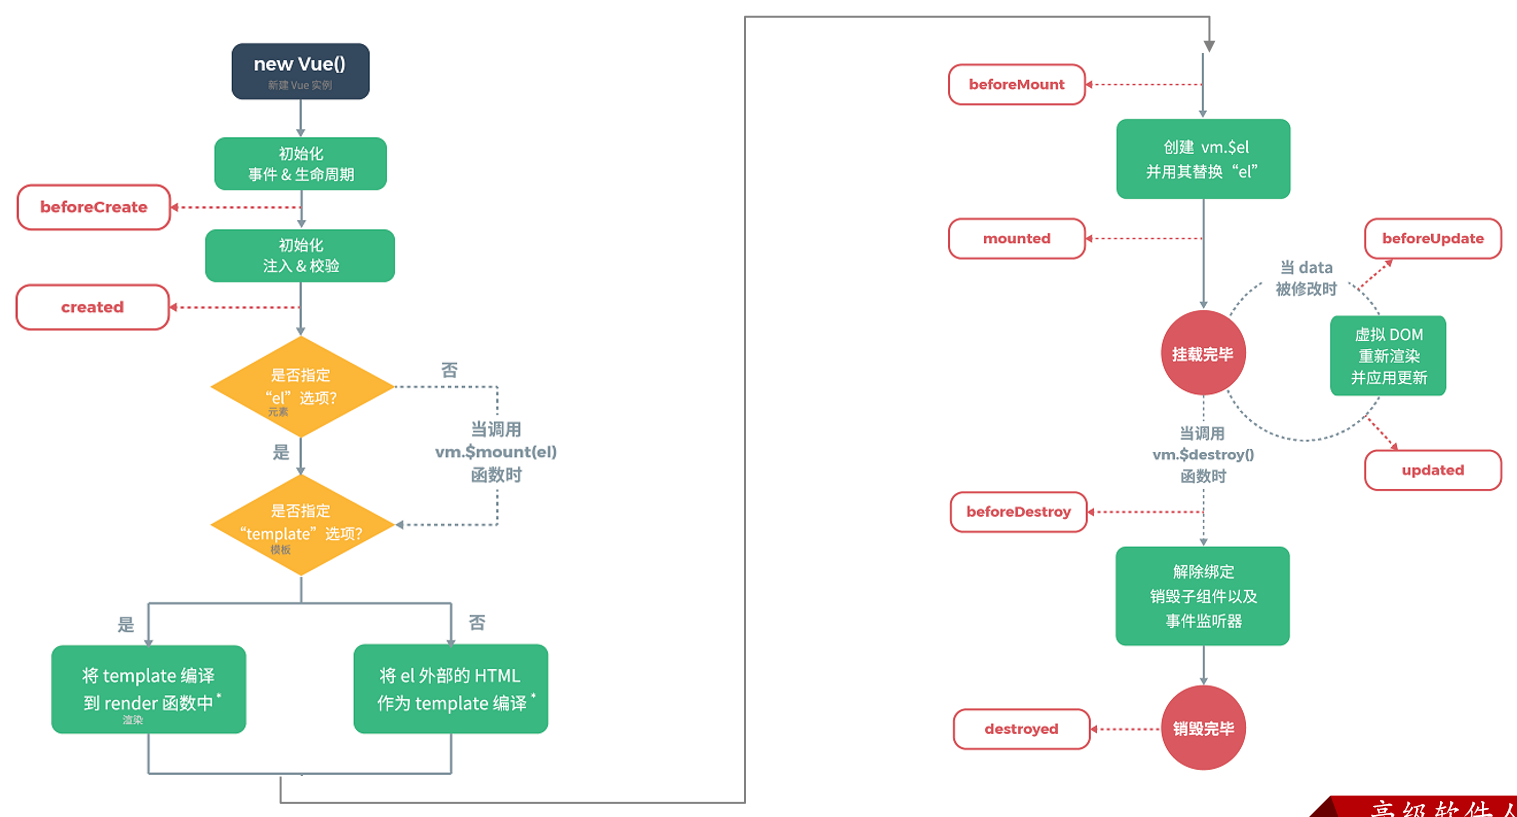 new Vue()
新建 Vue 实例
初始化
事件 & 生命周期
beforeCreate
初始化
注入 & 校验
created
是否指定
“el”选项?
元素
否
当调用
vm.$mount(el)
函数时
是
是否指定
“template”选项?
模板
是
否
将 template 编译
到 render 函数中*
渲染
将 el 外部的 HTML
作为 template 编译*
beforeMount
创建 vm.$el
并用其替换“el”
mounted
beforeUpdate
当 data
被修改时
挂载完毕
虚拟 DOM
重新渲染
并应用更新
updated
当调用
vm.$destroy()
函数时
beforeDestroy
解除绑定
销毁子组件以及
事件监听器
destroyed
销毁完毕
高级软件人